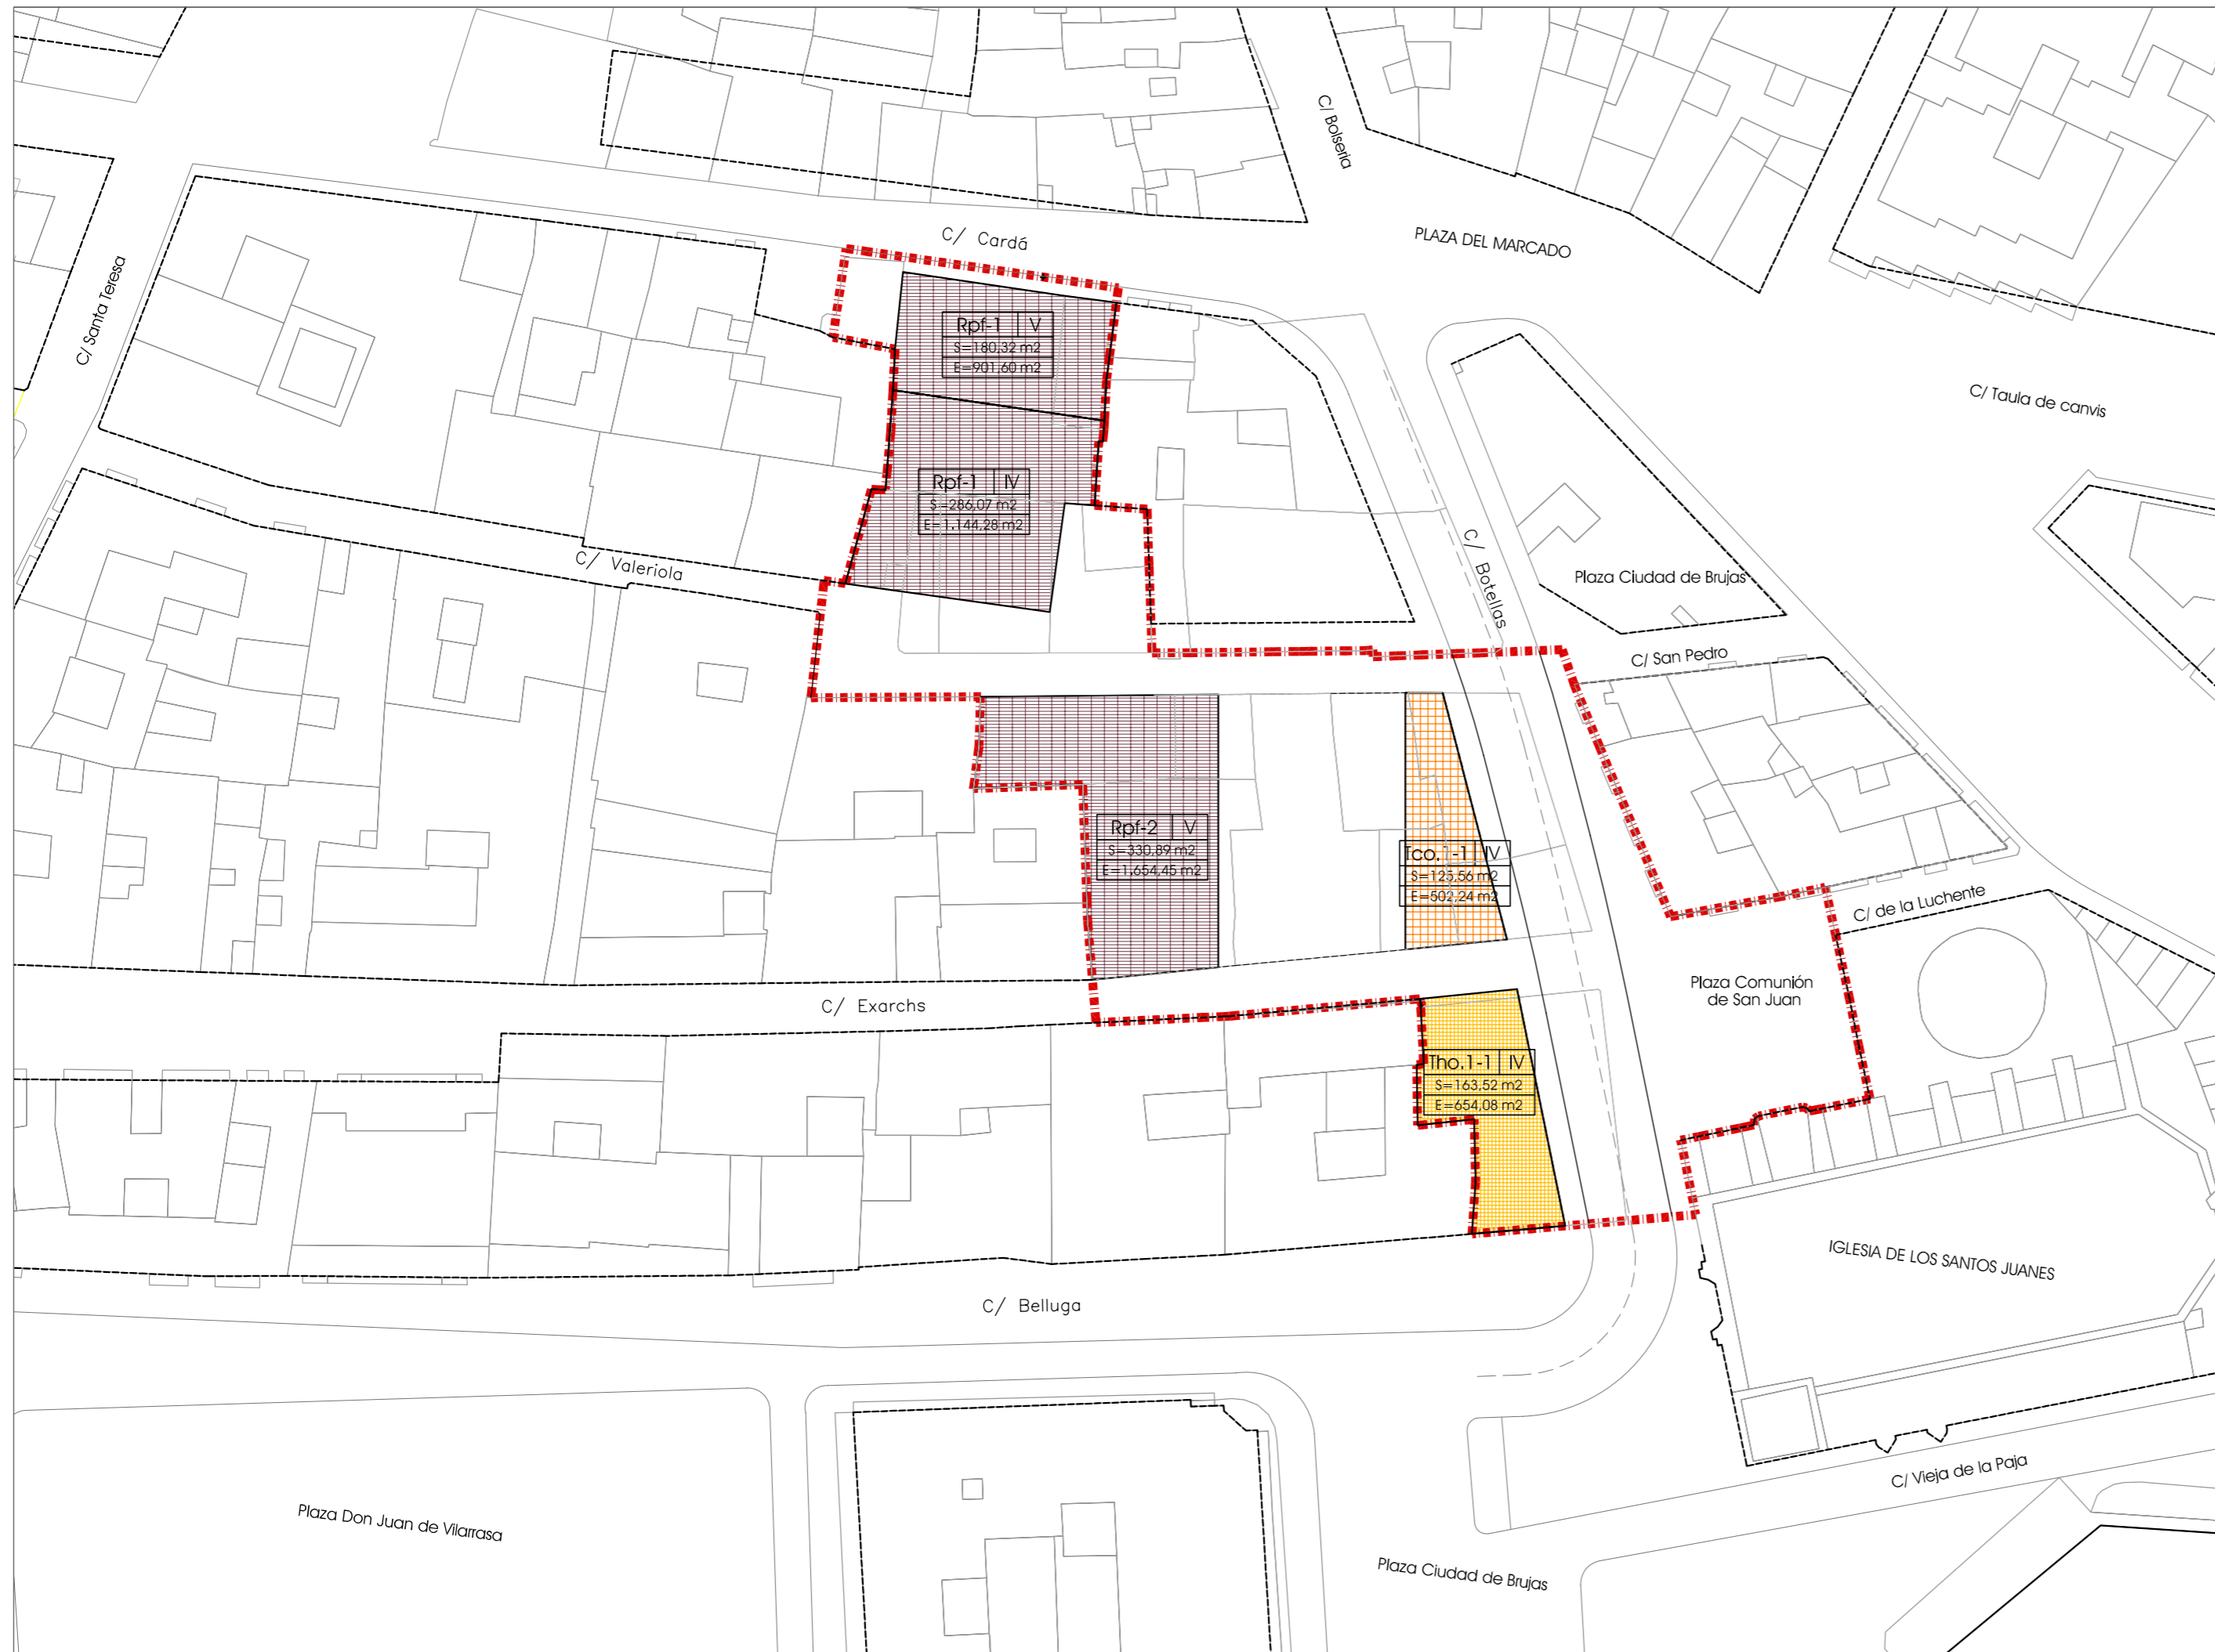 C/ Bolseria
C/ Cardá
PLAZA DEL MARCADO
C/ Santa Teresa
Rpf-1 V
S=180,32 m2
E=901,60 m2
C/ Taula de canvis
Rpf-1 IV
S=286,07 m2
E=1.144,28 m2
C/ Valeriola
C/ Botellas
Plaza Ciudad de Brujas
C/ San Pedro
Rpf-2 V
S=330,89 m2
E=1.654,45 m2
Tco.1-1 IV
S=125,56 m2
E=502,24 m2
C/ de la Luchente
Plaza Comunión
de San Juan
C/ Exarchs
Tho.1-1 IV
S=163,52 m2
E=654,08 m2
IGLESIA DE LOS SANTOS JUANES
C/ Belluga
C/ Vieja de la Paja
Plaza Don Juan de Vilarrasa
Plaza Ciudad de Brujas